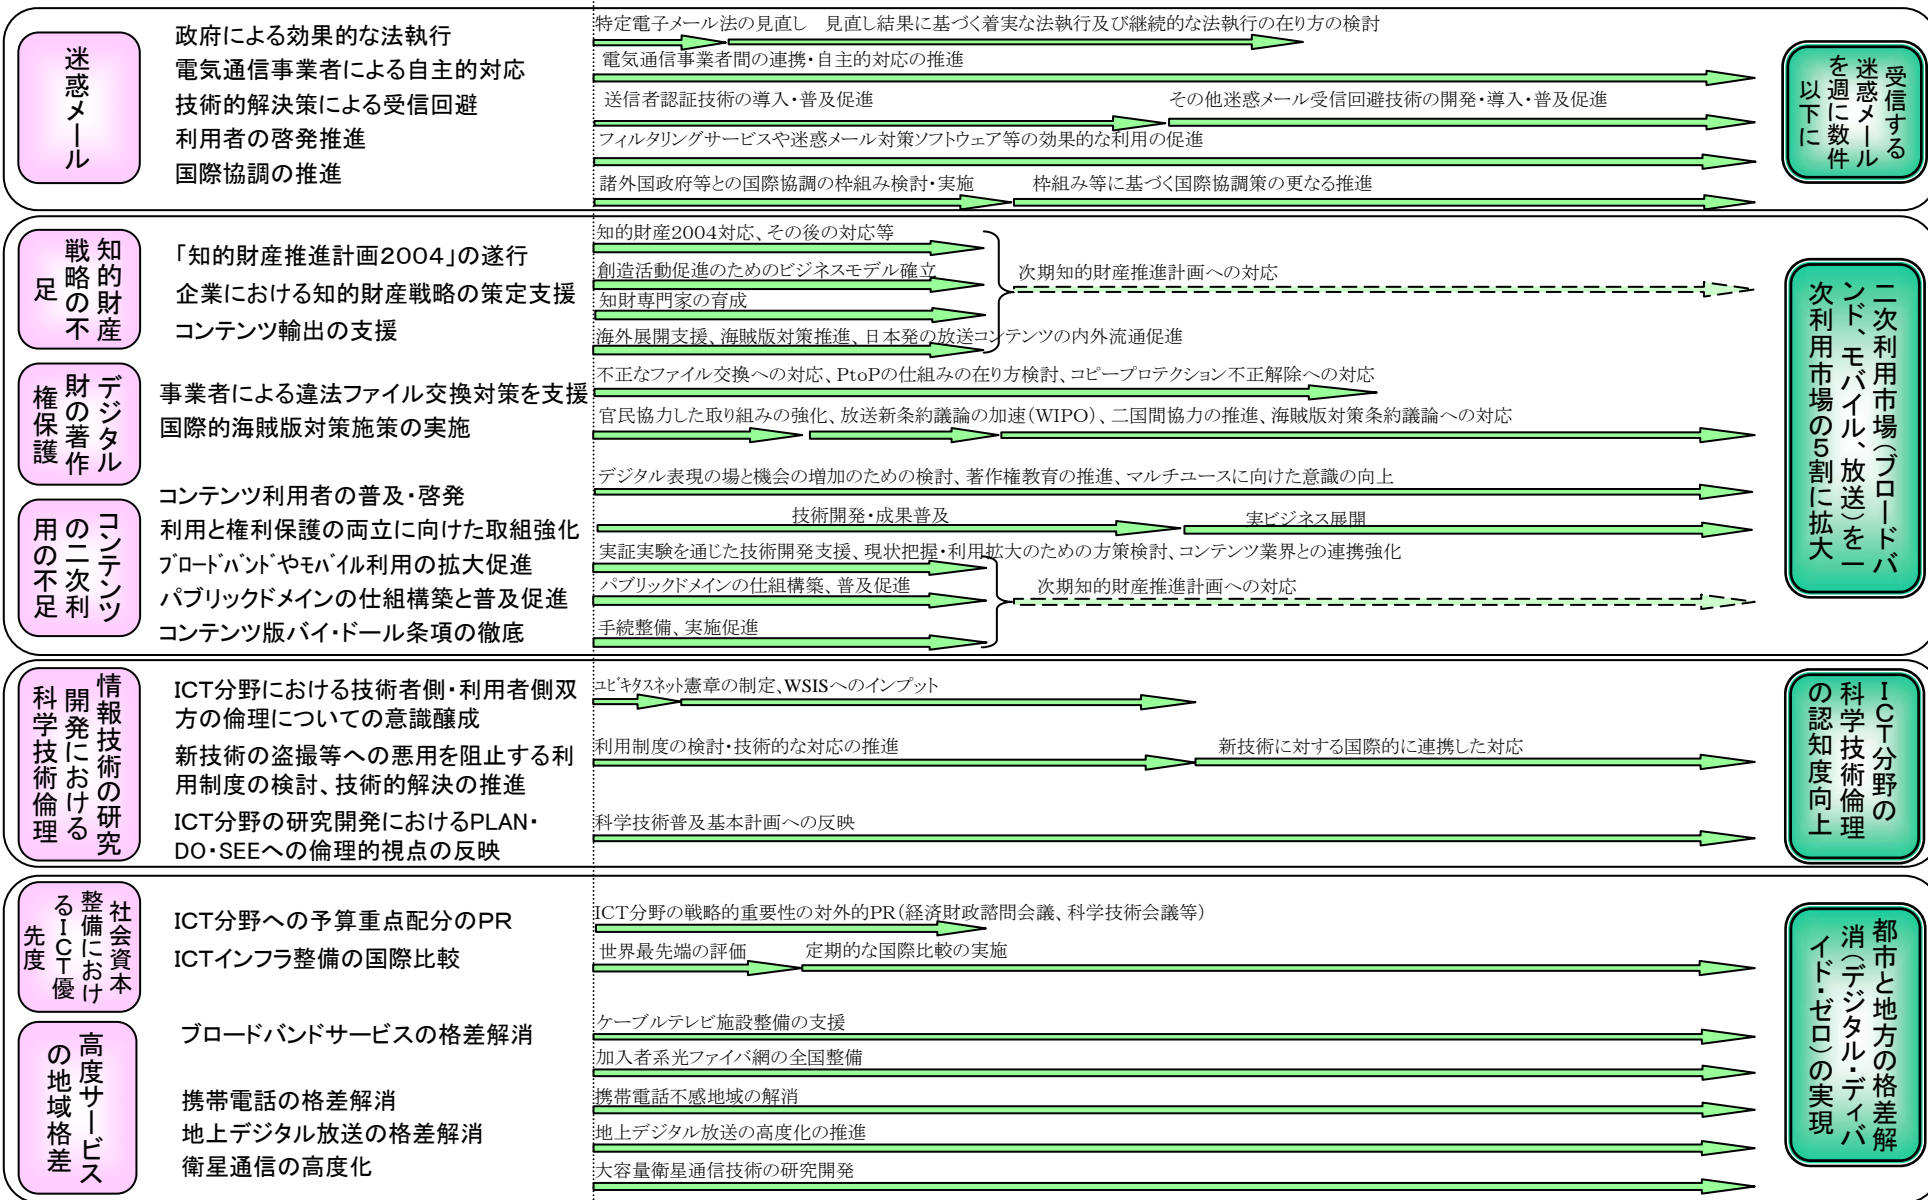 迷惑メール
政府による効果的な法執行
電気通信事業者による自主的対応
技術的解決策による受信回避
利用者の啓発推進
国際協調の推進
特定電子メール法の見直し　見直し結果に基づく着実な法執行及び継続的な法執行の在り方の検討
電気通信事業者間の連携・自主的対応の推進
送信者認証技術の導入・普及促進
その他迷惑メール受信回避技術の開発・導入・普及促進
フィルタリングサービスや迷惑メール対策ソフトウェア等の効果的な利用の促進
諸外国政府等との国際協調の枠組み検討・実施
枠組み等に基づく国際協調策の更なる推進
受信する
迷惑メール
を週に数件
以下に
知的財産
戦略の不
足
「知的財産推進計画2004」の遂行
企業における知的財産戦略の策定支援
コンテンツ輸出の支援
知的財産2004対応、その後の対応等
創造活動促進のためのビジネスモデル確立
知財専門家の育成
海外展開支援、海賊版対策推進、日本発の放送コンテンツの内外流通促進
次期知的財産推進計画への対応
デジタル
財の著作
権保護
事業者による違法ファイル交換対策を支援
国際的海賊版対策施策の実施
不正なファイル交換への対応、PtoPの仕組みの在り方検討、コピープロテクション不正解除への対応
官民協力した取り組みの強化、放送新条約議論の加速（WIPO）、二国間協力の推進、海賊版対策条約議論への対応
コンテンツ
の二次利
用の不足
コンテンツ利用者の普及・啓発
利用と権利保護の両立に向けた取組強化
ブロードバンドやモバイル利用の拡大促進
パブリックドメインの仕組構築と普及促進
コンテンツ版バイ・ドール条項の徹底
デジタル表現の場と機会の増加のための検討、著作権教育の推進、マルチユースに向けた意識の向上
技術開発・成果普及
実ビジネス展開
実証実験を通じた技術開発支援、現状把握・利用拡大のための方策検討、コンテンツ業界との連携強化
パブリックドメインの仕組構築、普及促進
次期知的財産推進計画への対応
手続整備、実施促進
二次利用市場（ブロードバ
ンド、モバイル、放送）を一
次利用市場の5割に拡大
情報技術の研究
開発における
科学技術倫理
ICT分野における技術者側・利用者側双
方の倫理についての意識醸成
新技術の盗撮等への悪用を阻止する利
用制度の検討、技術的解決の推進
ICT分野の研究開発におけるPLAN・
DO・SEEへの倫理的視点の反映
ユビキタスネット憲章の制定、WSISへのインプット
利用制度の検討・技術的な対応の推進
新技術に対する国際的に連携した対応
科学技術普及基本計画への反映
ICT分野の
科学技術倫理
の認知度向上
社会資本
整備におけ
るICT優
先度
ICT分野への予算重点配分のPR
ICTインフラ整備の国際比較
ICT分野の戦略的重要性の対外的PR（経済財政諮問会議、科学技術会議等）
世界最先端の評価
定期的な国際比較の実施
高度サービス
の地域格差
ブロードバンドサービスの格差解消
携帯電話の格差解消
地上デジタル放送の格差解消
衛星通信の高度化
ケーブルテレビ施設整備の支援
加入者系光ファイバ網の全国整備
携帯電話不感地域の解消
地上デジタル放送の高度化の推進
大容量衛星通信技術の研究開発
都市と地方の格差解
消（デジタル・ディバ
イド・ゼロ）の実現